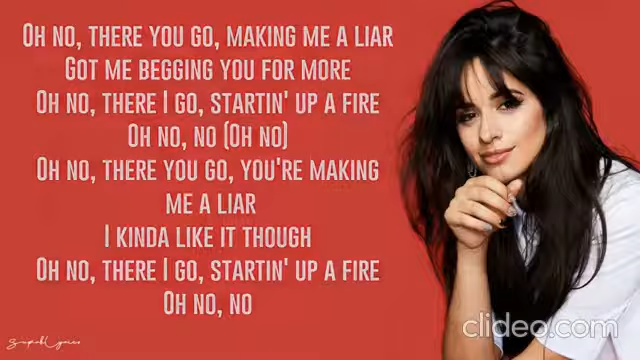 OH NO, THERE YOU GO, MAKING ME A LIAR
GOT ME BEGGING YOU FOR MORE
OH NO, THERE I GO, STARTIN' UP A FIRE
OH NO, NO (OH NO)
OH NO, THERE YOU GO, YOU'RE MAKING
ME A LIAR
I KINDA LIKE IT THOUGH
OH NO, THERE I GO, STARTIN' UP A FIRE
OH NO, NO
clideo.com